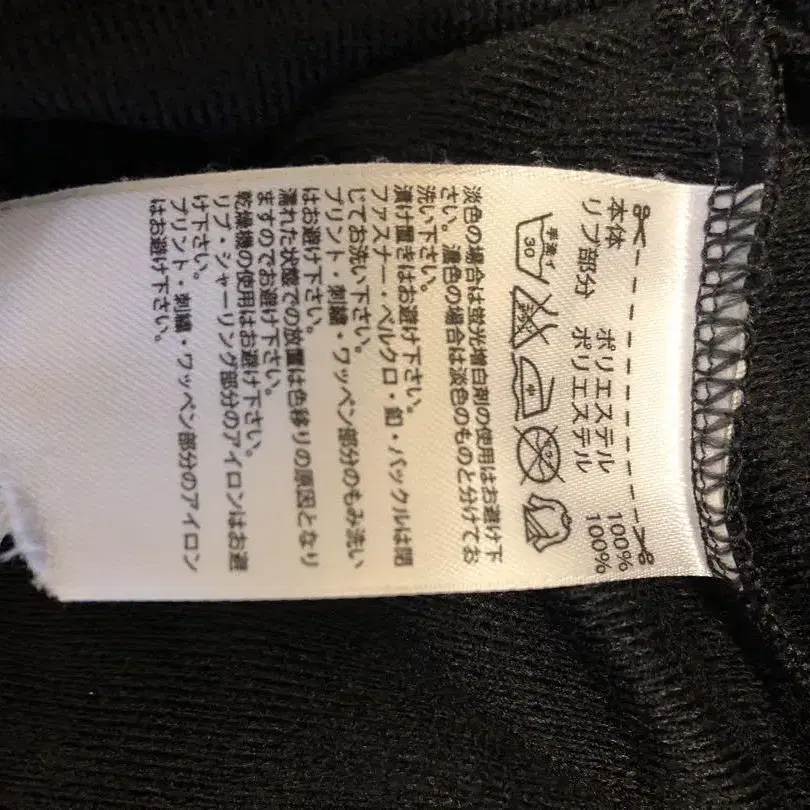 本体 ポリエステル 100%
リブ部分 ポリエステル 100%
手洗イ
30
淡色の場合は蛍光増白剤の使用はお避け下
さい。濃色の場合は淡色のものと分けてお
洗い下さい。
漬け置きはお避け下さい。
ファスナー・ベルクロ・釦・バックルは閉
じてお洗い下さい。
プリント・刺繍・ワッペン部分のもみ洗い
はお避け下さい。
濡れた状態での放置は色移りの原因となり
ますのでお避け下さい。
乾燥機の使用はお避け下さい。
リブ・シャーリング部分のアイロンはお避
け下さい。
プリント・刺繍・ワッペン部分のアイロン
はお避け下さい。